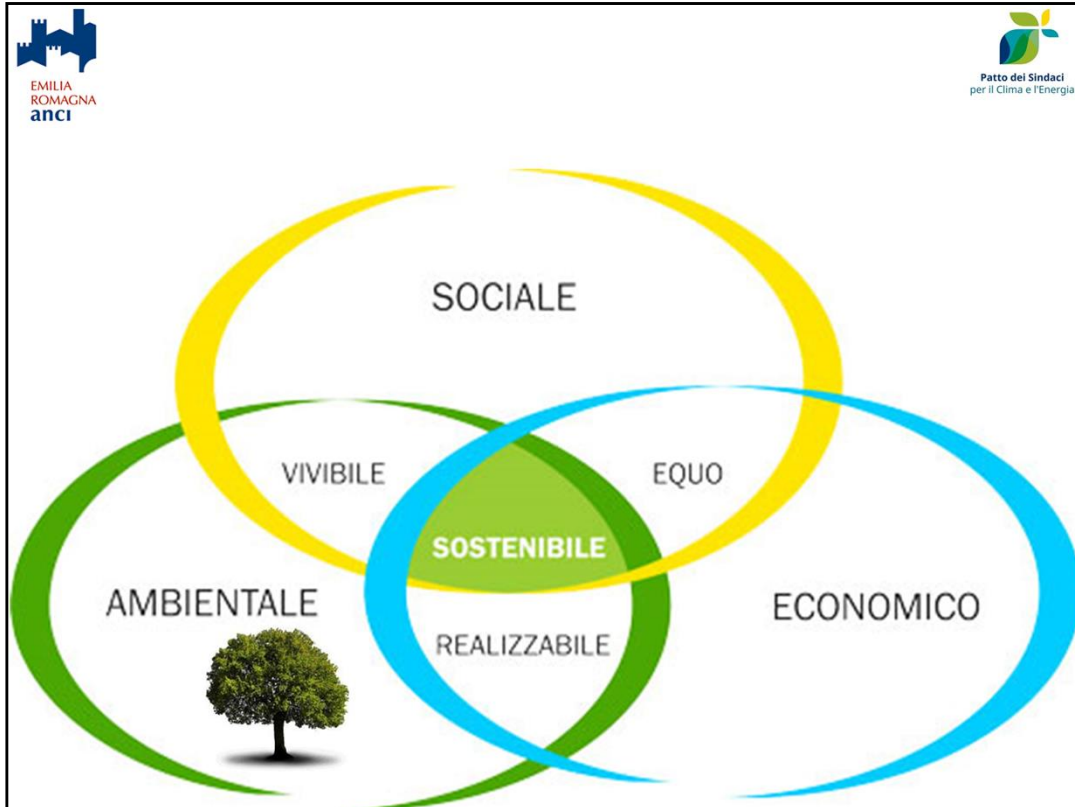 EMILIA
ROMAGNA
anci
Patto dei Sindaci
per il Clima e l'Energia
SOCIALE
VIVIBILE
EQUO
SOSTENIBILE
AMBIENTALE
ECONOMICO
REALIZZABILE